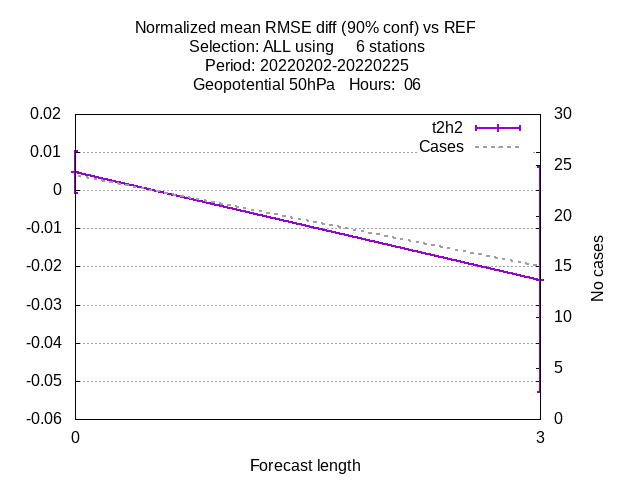 Normalized mean RMSE diff (90% conf) vs REF
Selection: ALL using     6 stations
Period: 20220202-20220225
Geopotential 50hPa   Hours:  06
t2h2
Cases
0.02
0.01
0
-0.01
-0.02
-0.03
-0.04
-0.05
-0.06
30
25
20
15
10
5
0
No cases
0
3
Forecast length